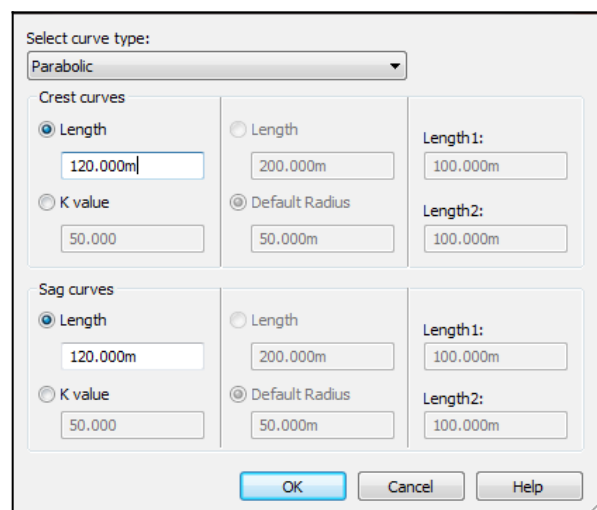 Select curve type:
Parabolic
Crest curves
Length
120.000m
K value
50.000
Length
200.000m
Default Radius
50.000m
Length1:
100.000m
Length2:
100.000m
Sag curves
Length
120.000m
K value
50.000
Length
200.000m
Default Radius
50.000m
Length1:
100.000m
Length2:
100.000m
OK
Cancel
Help